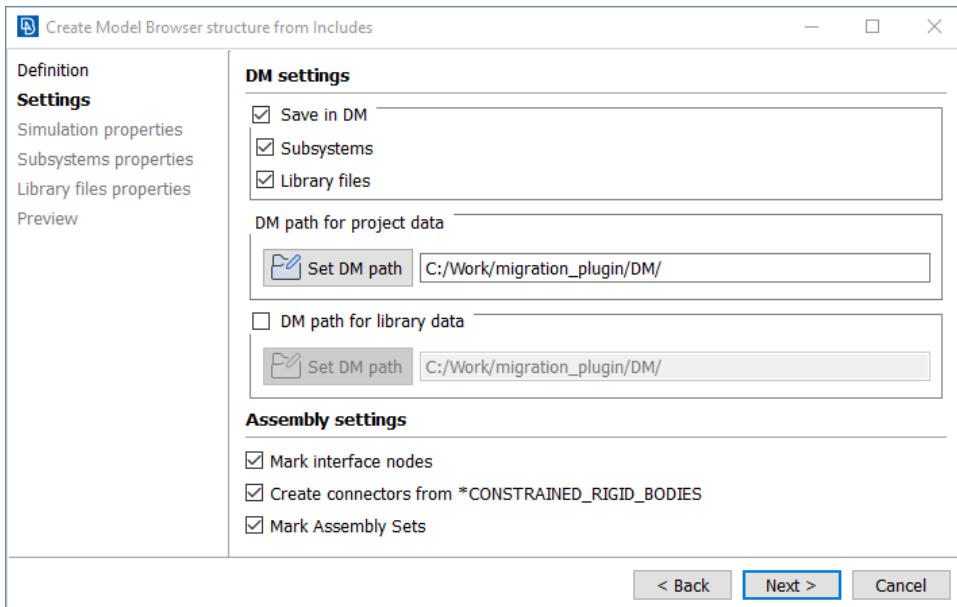 Create Model Browser structure from Includes
Definition
Settings
Simulation properties
Subsystems properties
Library files properties
Preview
DM settings
Save in DM
Subsystems
Library files
DM path for project data
Set DM path C:/Work/migration_plugin/DM/
DM path for library data
Set DM path C:/Work/migration_plugin/DM/
Assembly settings
Mark interface nodes
Create connectors from *CONSTRAINED_RIGID_BODIES
Mark Assembly Sets
< Back Next > Cancel